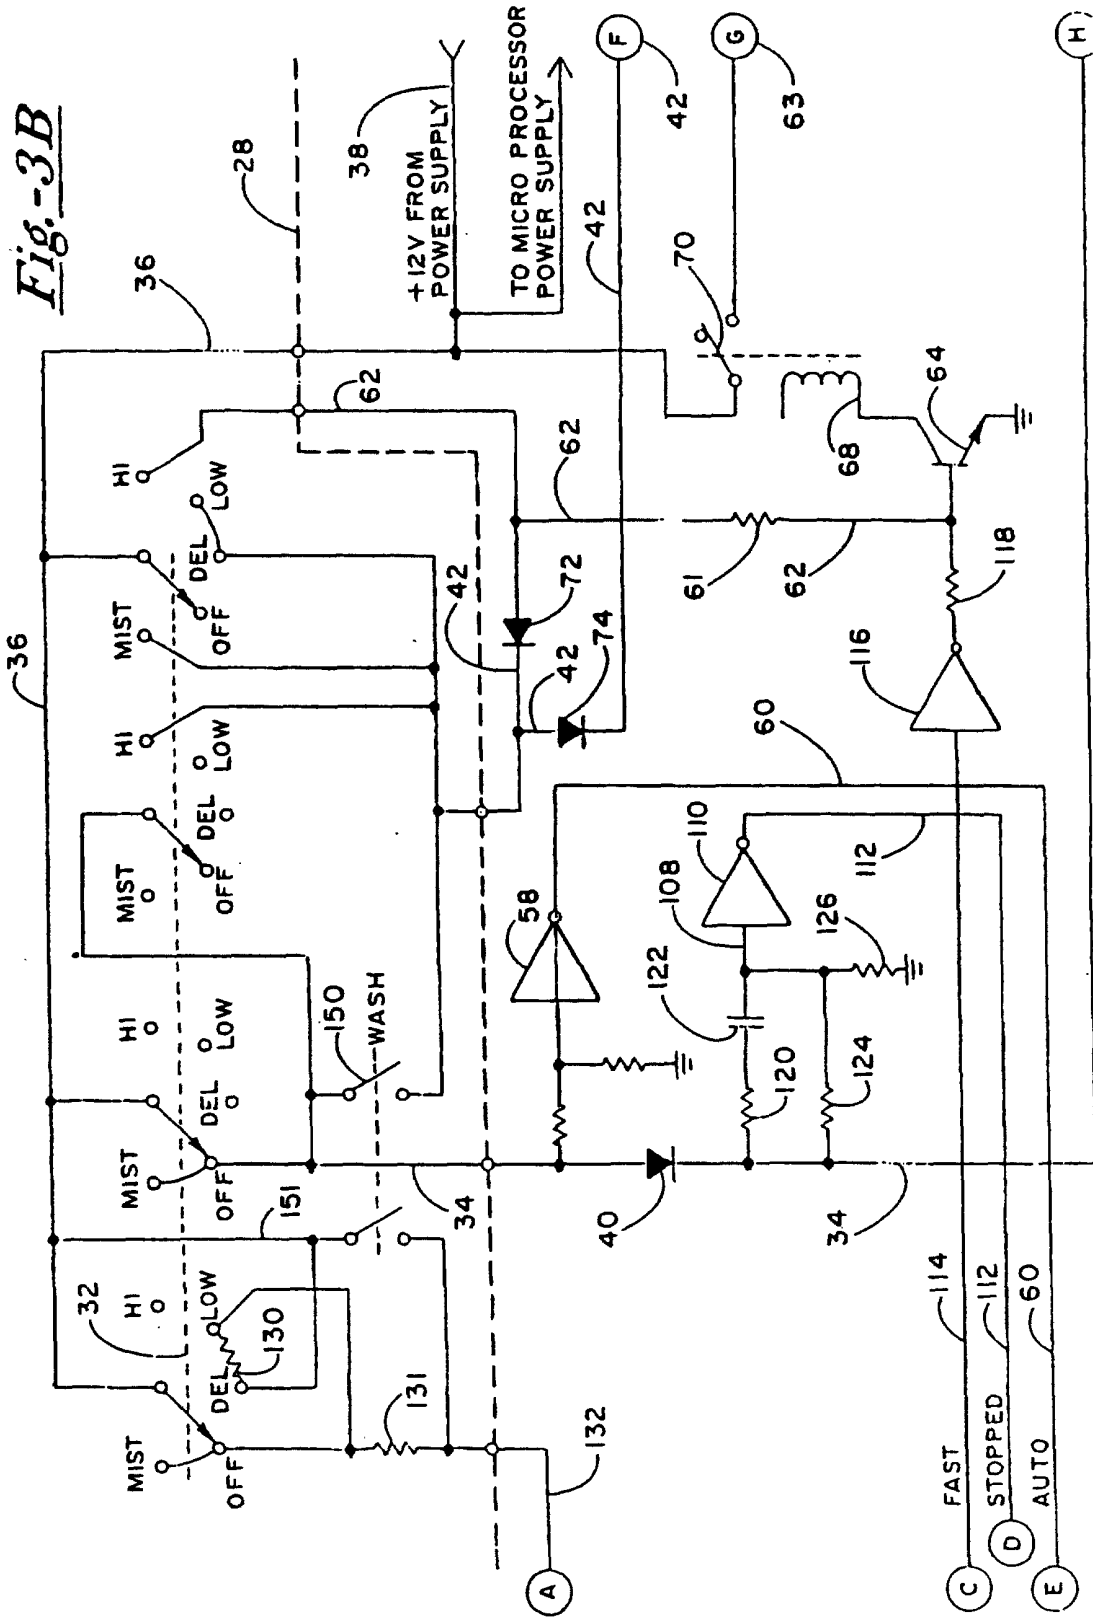 Fig.-3B
36
36
28
32
MIST
HI
MIST
HI
MIST
HI
MIST
HI
OFF
DEL
LOW
OFF
DEL
LOW
OFF
DEL
LOW
OFF
DEL
LOW
130
151
150
WASH
62
38
+12V FROM
POWER SUPPLY
131
34
42
72
62
TO MICRO PROCESSOR
POWER SUPPLY
132
A
58
42
74
42
F
42
40
122
108
110
60
61
70
G
63
120
126
124
34
112
116
62
118
68
64
C
FAST
114
D
STOPPED
112
E
AUTO
60
H